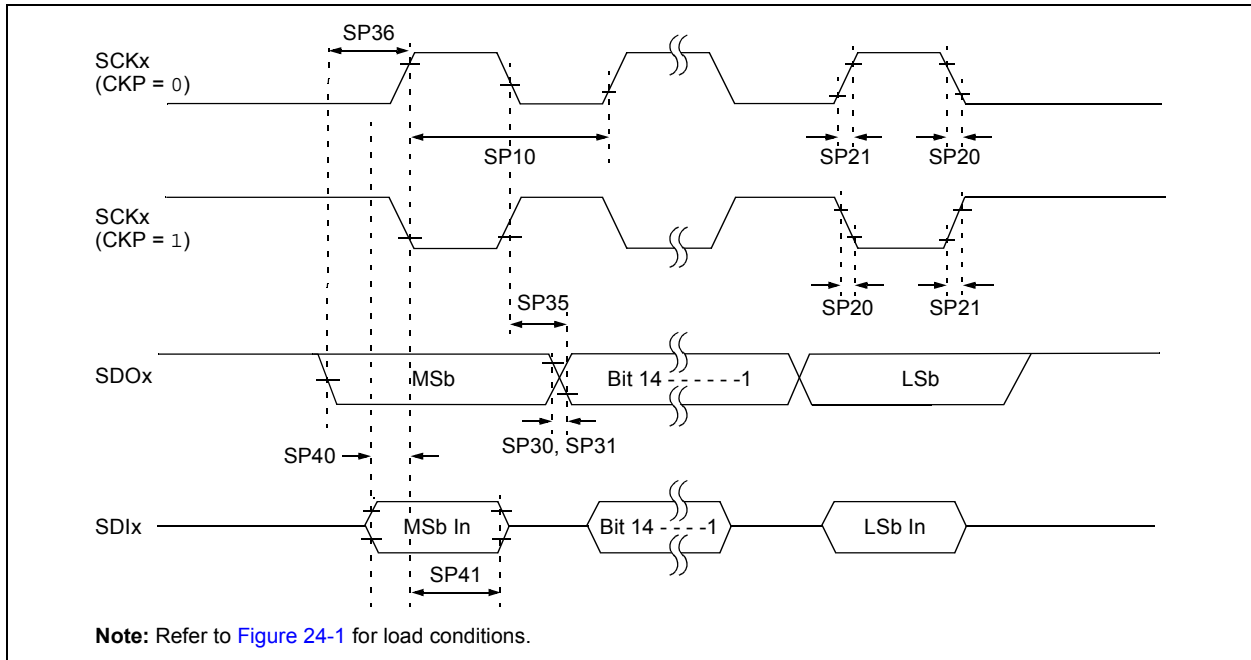 SP36
SCKx
(CKP = 0)
SP10
SP21
SP20
SCKx
(CKP = 1)
SP35
SP20
SP21
SDOx
MSb
Bit 14 - - - - - -1
LSb
SP40
SP30, SP31
SDIx
MSb In
Bit 14 - - - -1
LSb In
SP41
Note: Refer to Figure 24-1 for load conditions.